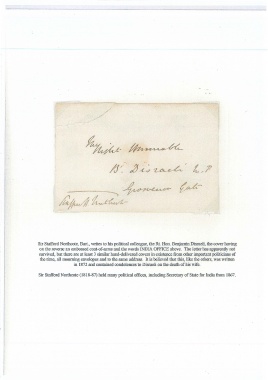 The
Right Honourable
B. Disraeli M.P
Grosvenor Gate
Stafford H. Northcote
Sir Stafford Northcote, Bart., writes to his political colleague, the Rt. Hon. Benjamin Disraeli, the cover having
on the reverse an embossed coat-of-arms and the words INDIA OFFICE above. The letter has apparently not
survived, but there are at least 3 similar hand-delivered covers in existence from other important politicians of
the time, all mourning envelopes and to the same address. It is believed that this, like the others, was written
in 1872 and contained condolences to Disraeli on the death of his wife.
Sir Stafford Northcote (1818-87) held many political offices, including Secretary of State for India from 1867.